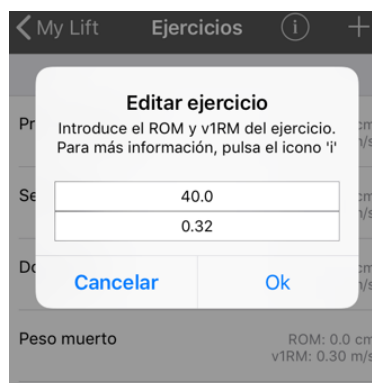 My Lift Ejercicios i +
Editar ejercicio
Introduce el ROM y v1RM del ejercicio.
Para más información, pulsa el icono 'i'
40.0
0.32
Cancelar Ok
Peso muerto ROM: 0.0 cm
v1RM: 0.30 m/s